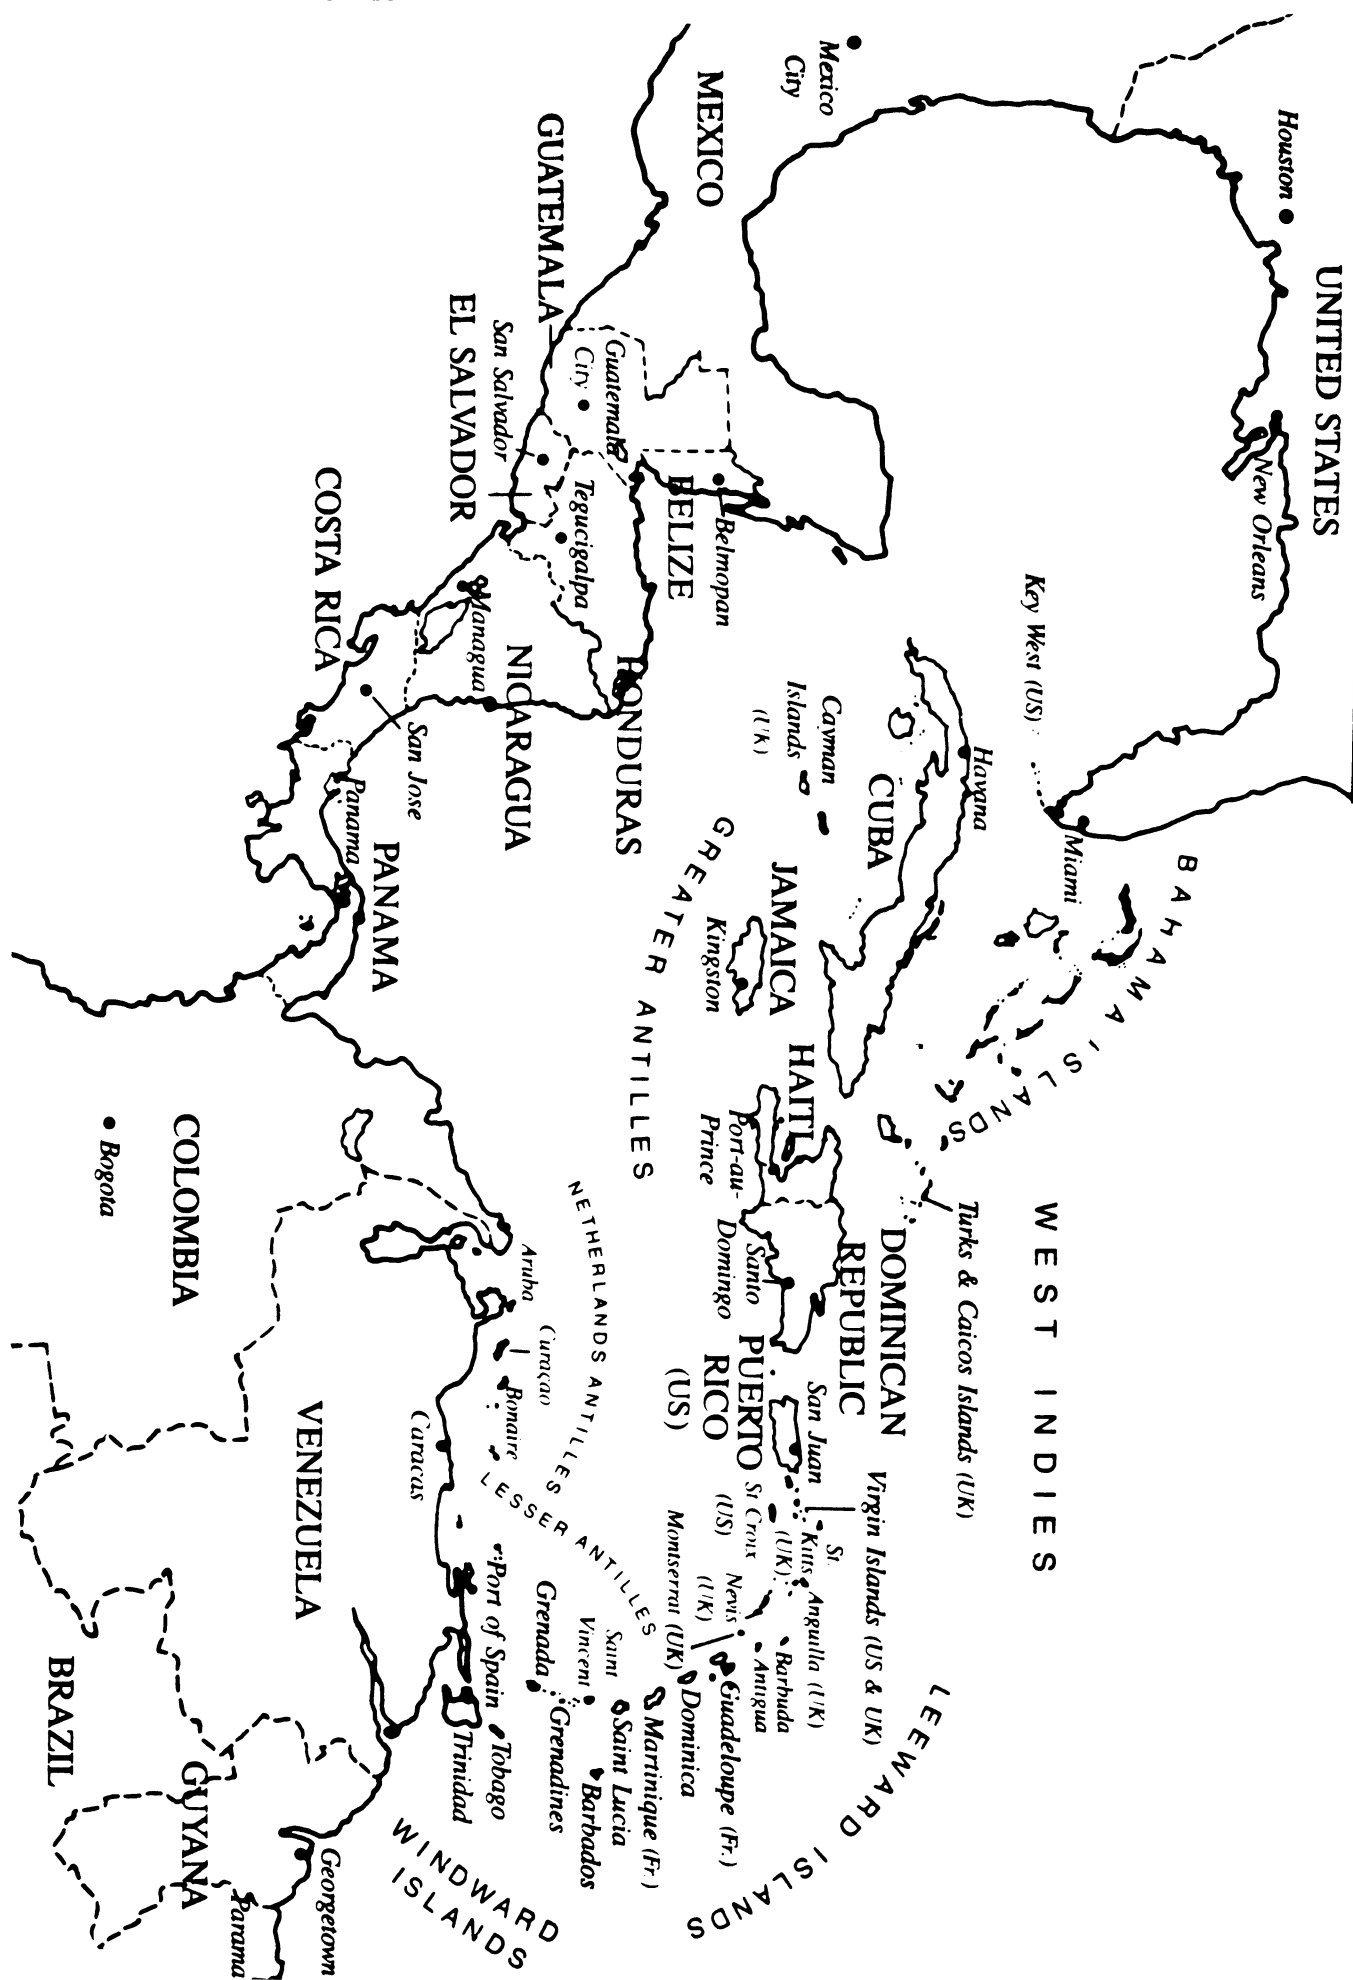 UNITED STATES
Houston
New Orleans
Mexico
City
MEXICO
Key West (US)
Miami
BAHAMA ISLANDS
WEST INDIES
Havana
CUBA
Cayman
Islands
(UK)
Turks & Caicos Islands (UK)
JAMAICA
Kingston
HAITI
Port-au-
Prince
DOMINICAN
REPUBLIC
Santo
Domingo
PUERTO
RICO
(US)
San Juan
Virgin Islands (US & UK)
St Croix
(US)
St.
Kitts
(UK)
Anguilla (UK)
Nevis
(UK)
Barbuda
Antigua
Montserrat (UK)
Guadeloupe (Fr.)
Dominica
Martinique (Fr.)
Saint Lucia
Saint
Vincent
Barbados
Grenadines
Grenada
Tobago
Port of Spain
Trinidad
LEEWARD ISLANDS
WINDWARD
ISLANDS
GREATER ANTILLES
LESSER ANTILLES
NETHERLANDS ANTILLES
Aruba
Curaçao
Bonaire
BELIZE
Belmopan
GUATEMALA
Guatemala
City
EL SALVADOR
San Salvador
HONDURAS
Tegucigalpa
NICARAGUA
Managua
COSTA RICA
San Jose
PANAMA
Panama
COLOMBIA
Bogota
VENEZUELA
Caracas
BRAZIL
GUYANA
Georgetown
Parama